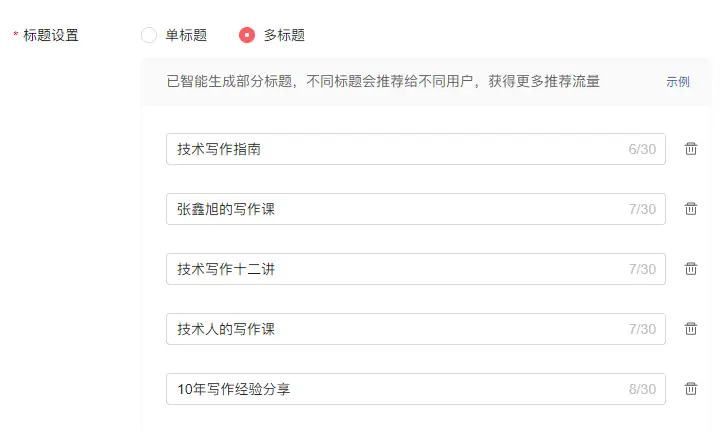 * 标题设置 单标题 多标题
已智能生成部分标题，不同标题会推荐给不同用户，获得更多推荐流量 示例
技术写作指南 6/30
张鑫旭的写作课 7/30
技术写作十二讲 7/30
技术人的写作课 7/30
10年写作经验分享 8/30